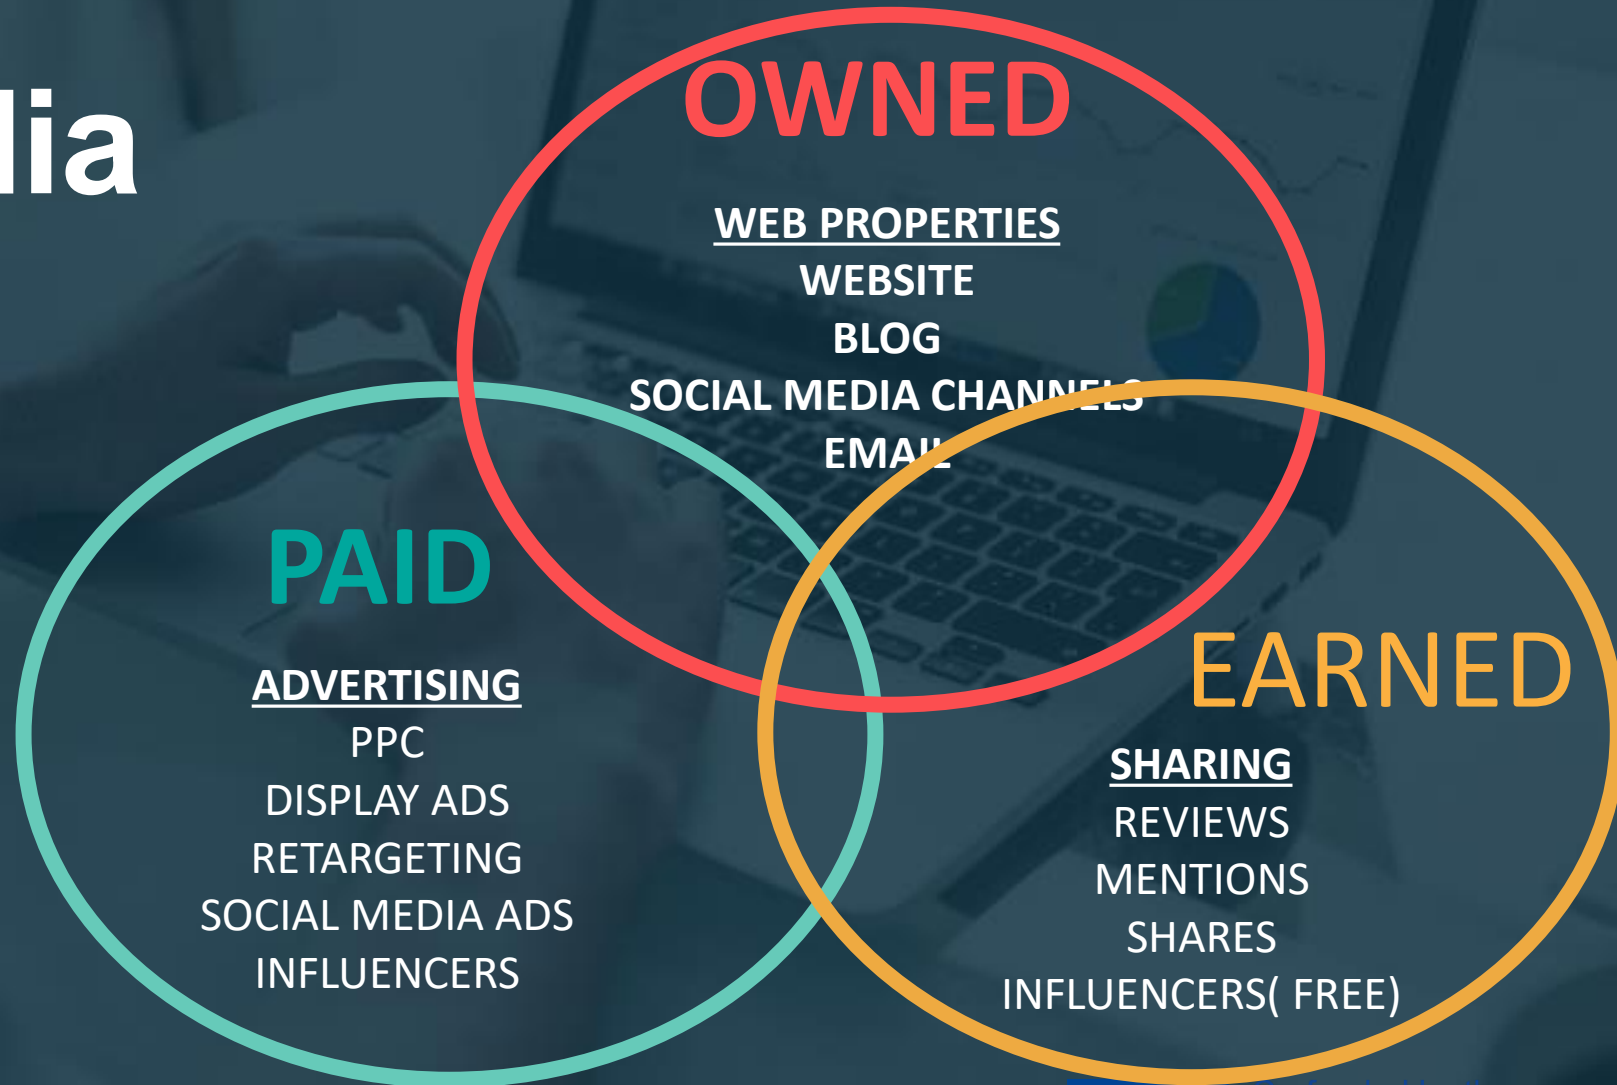 OWNED
WEB PROPERTIES
WEBSITE
BLOG
SOCIAL MEDIA CHANNELS
EMAIL
PAID
ADVERTISING
PPC
DISPLAY ADS
RETARGETING
SOCIAL MEDIA ADS
INFLUENCERS
EARNED
SHARING
REVIEWS
MENTIONS
SHARES
INFLUENCERS( FREE)